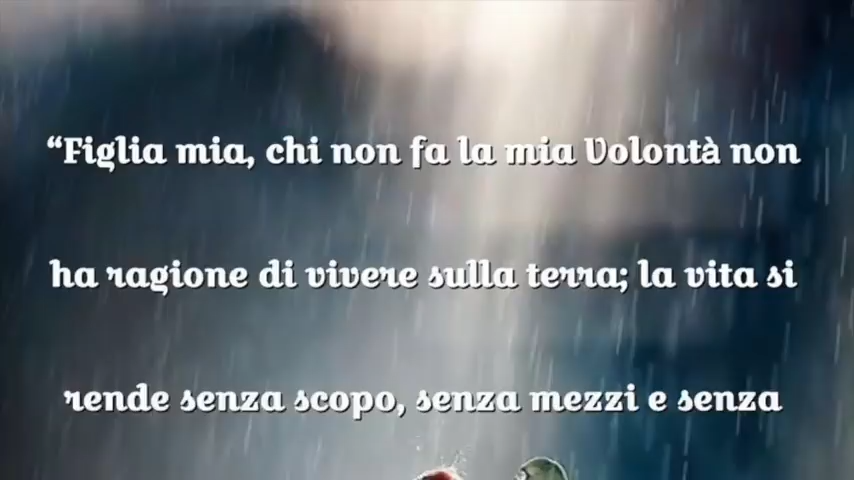 “Figlia mia, chi non fa la mia Volontà non
ha ragione di vivere sulla terra; la vita si
rende senza scopo, senza mezzi e senza